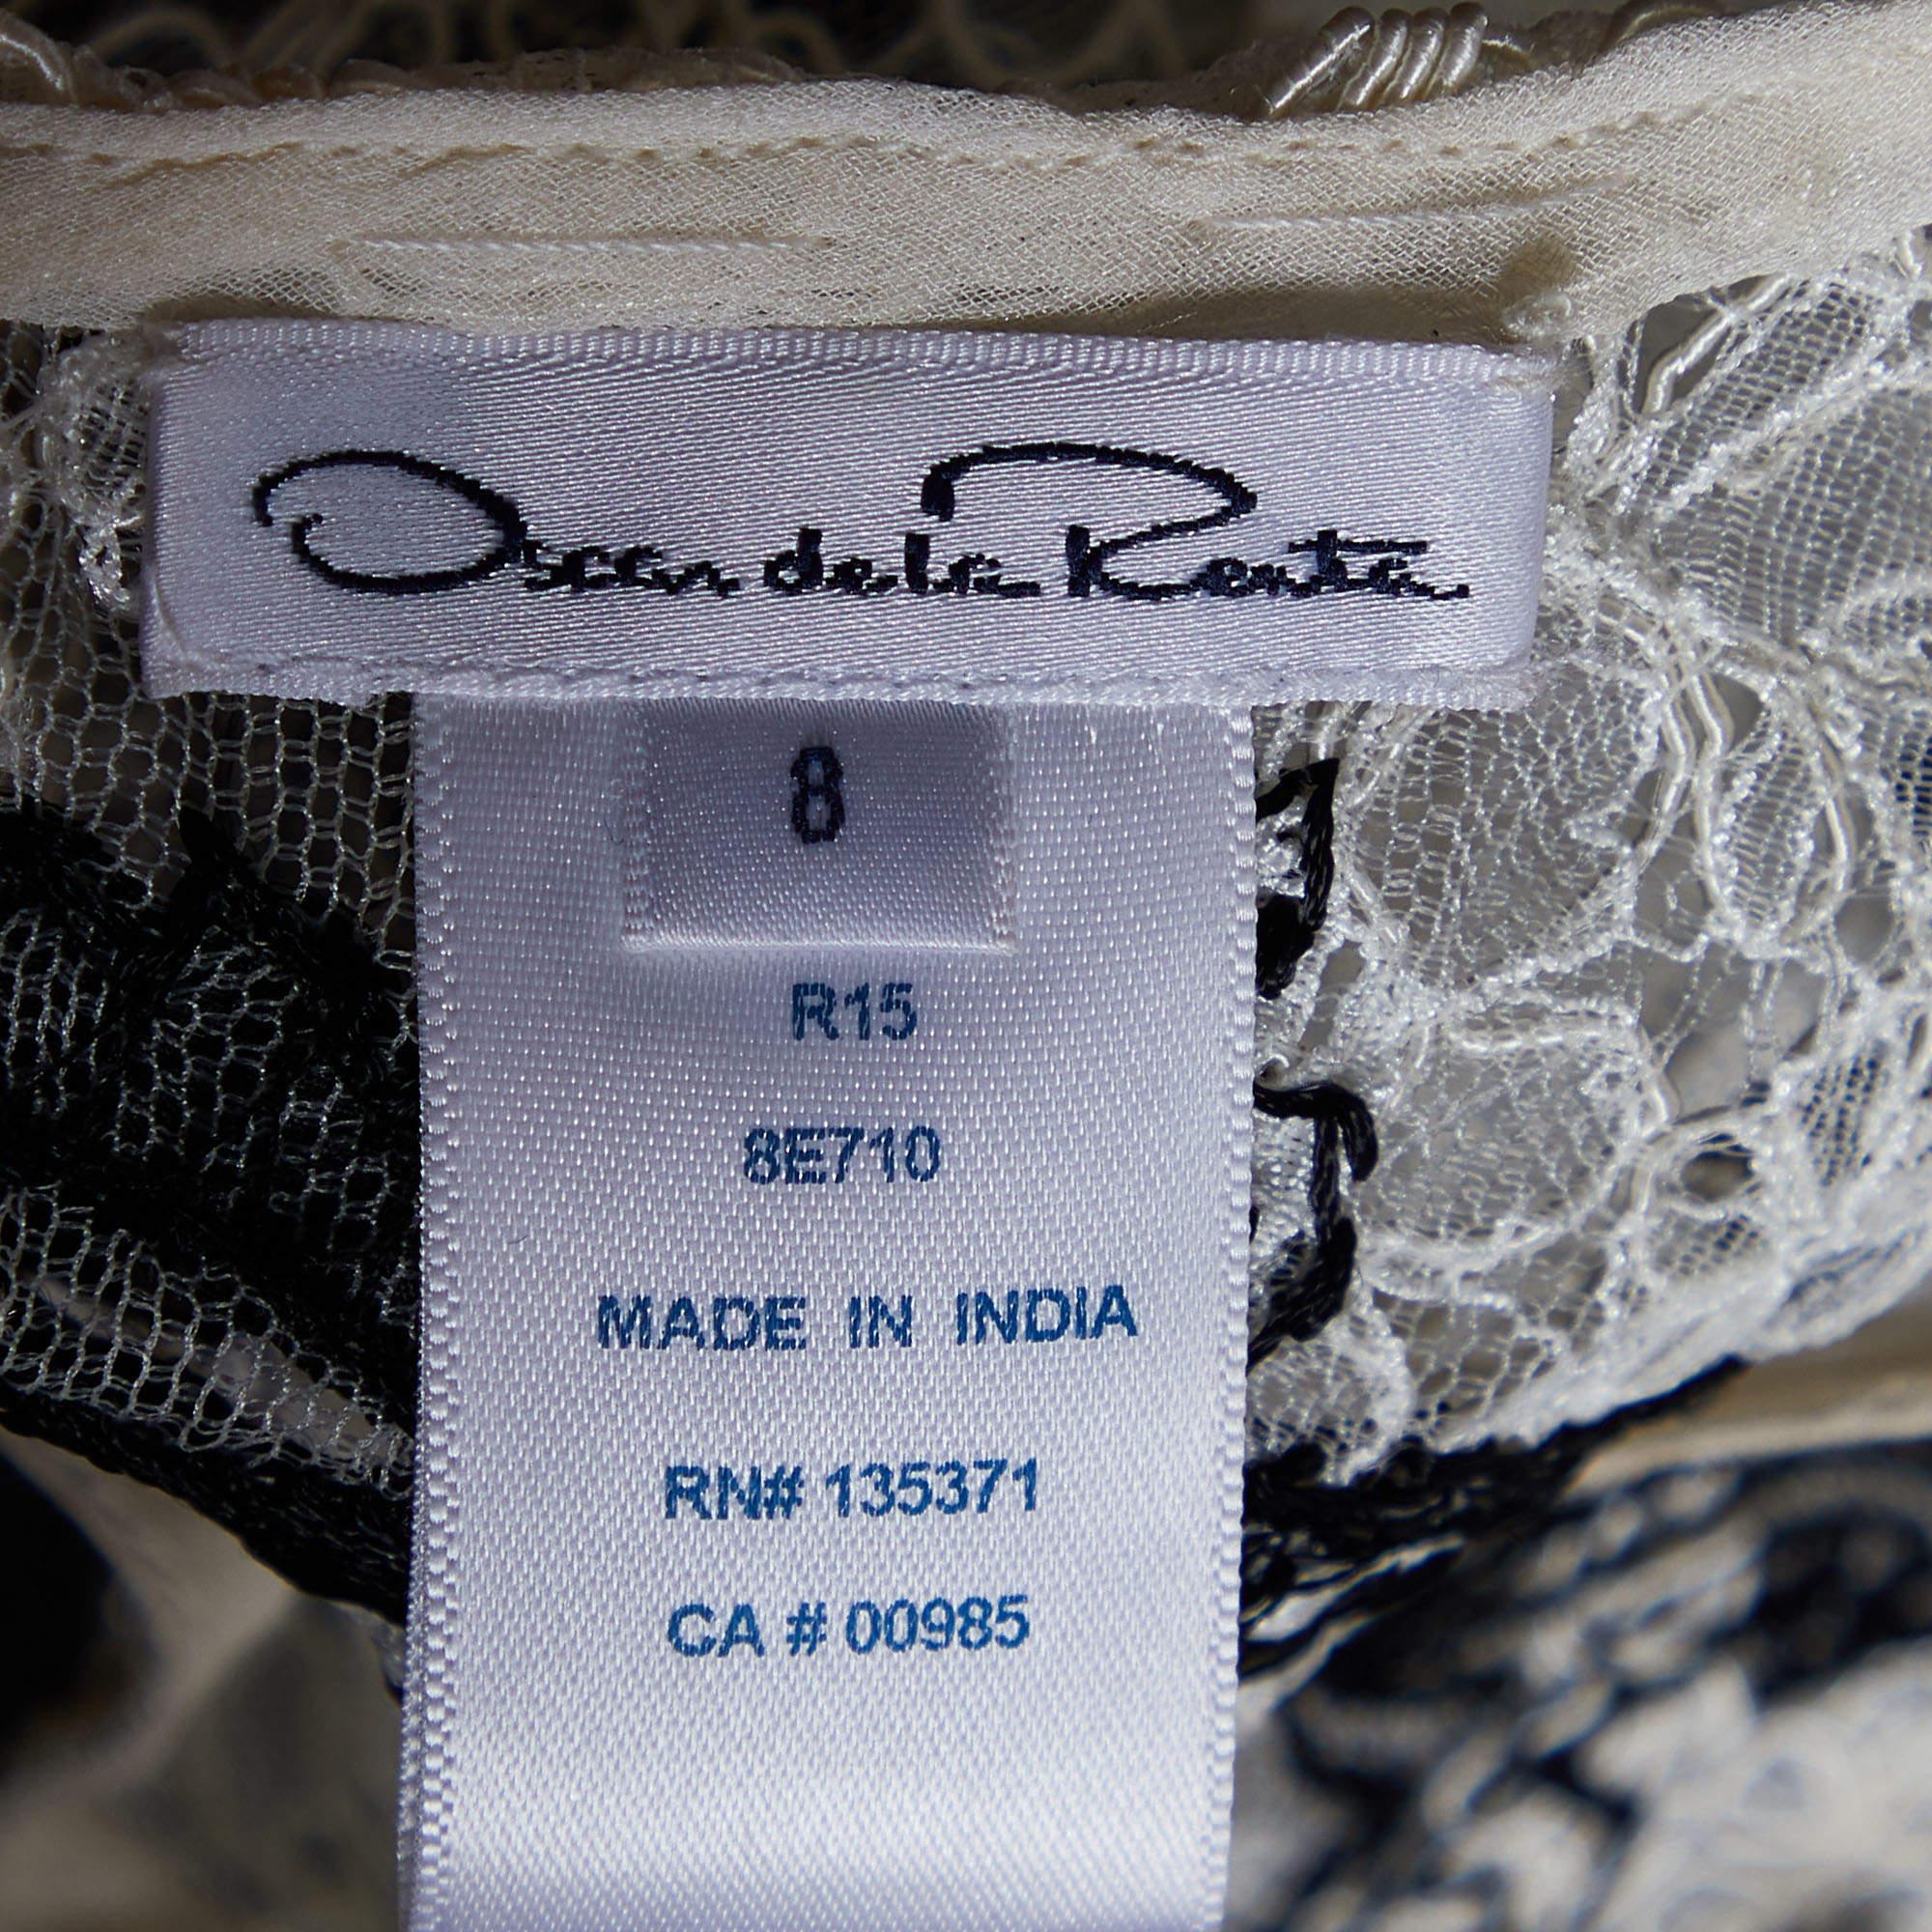 Oscar de la Renta
8
R15
8E710
MADE IN INDIA
RN# 135371
CA # 00985